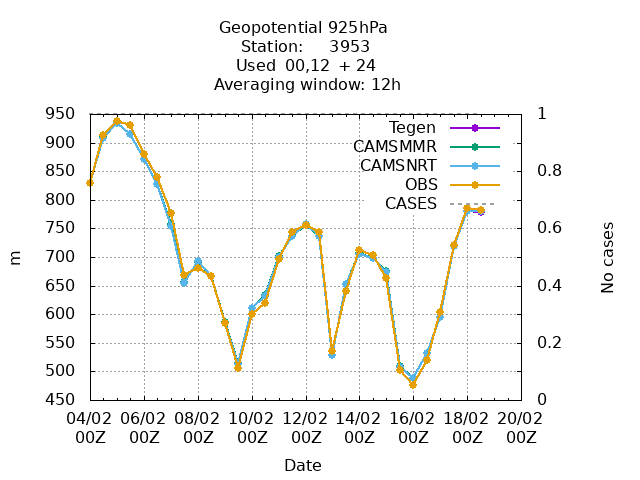 Geopotential 925hPa
Station: 3953
Used 00,12 + 24
Averaging window: 12h
950
900
850
800
750
700
650
600
550
500
450
1
0.8
0.6
0.4
0.2
0
Tegen
CAMSMMR
CAMSNRT
OBS
CASES
m
No cases
04/02 06/02 08/02 10/02 12/02 14/02 16/02 18/02 20/02
00Z 00Z 00Z 00Z 00Z 00Z 00Z 00Z 00Z
Date